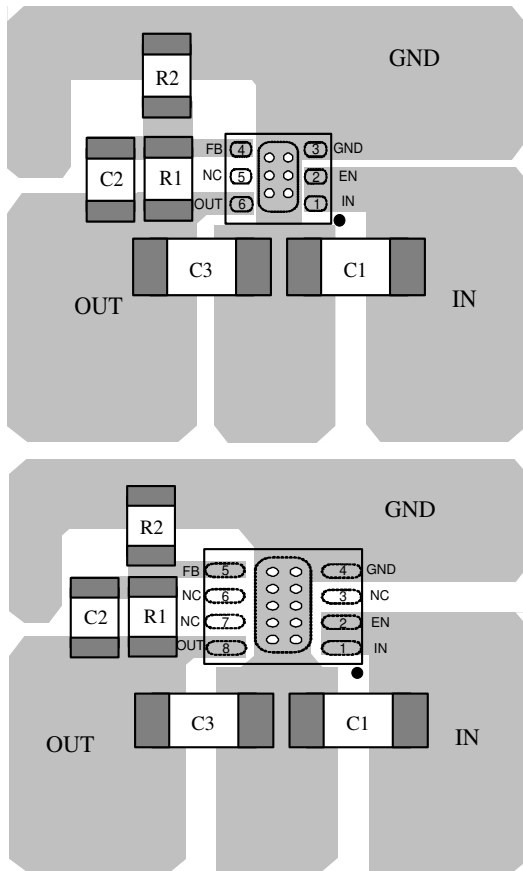 GND
R2
FB 4 3 GND
C2 R1 NC 5 2 EN
OUT 6 1 IN
C3 C1
OUT IN
GND
R2
FB 5 4 GND
NC 6 3 NC
C2 R1 NC 7 2 EN
OUT 8 1 IN
C3 C1
OUT IN